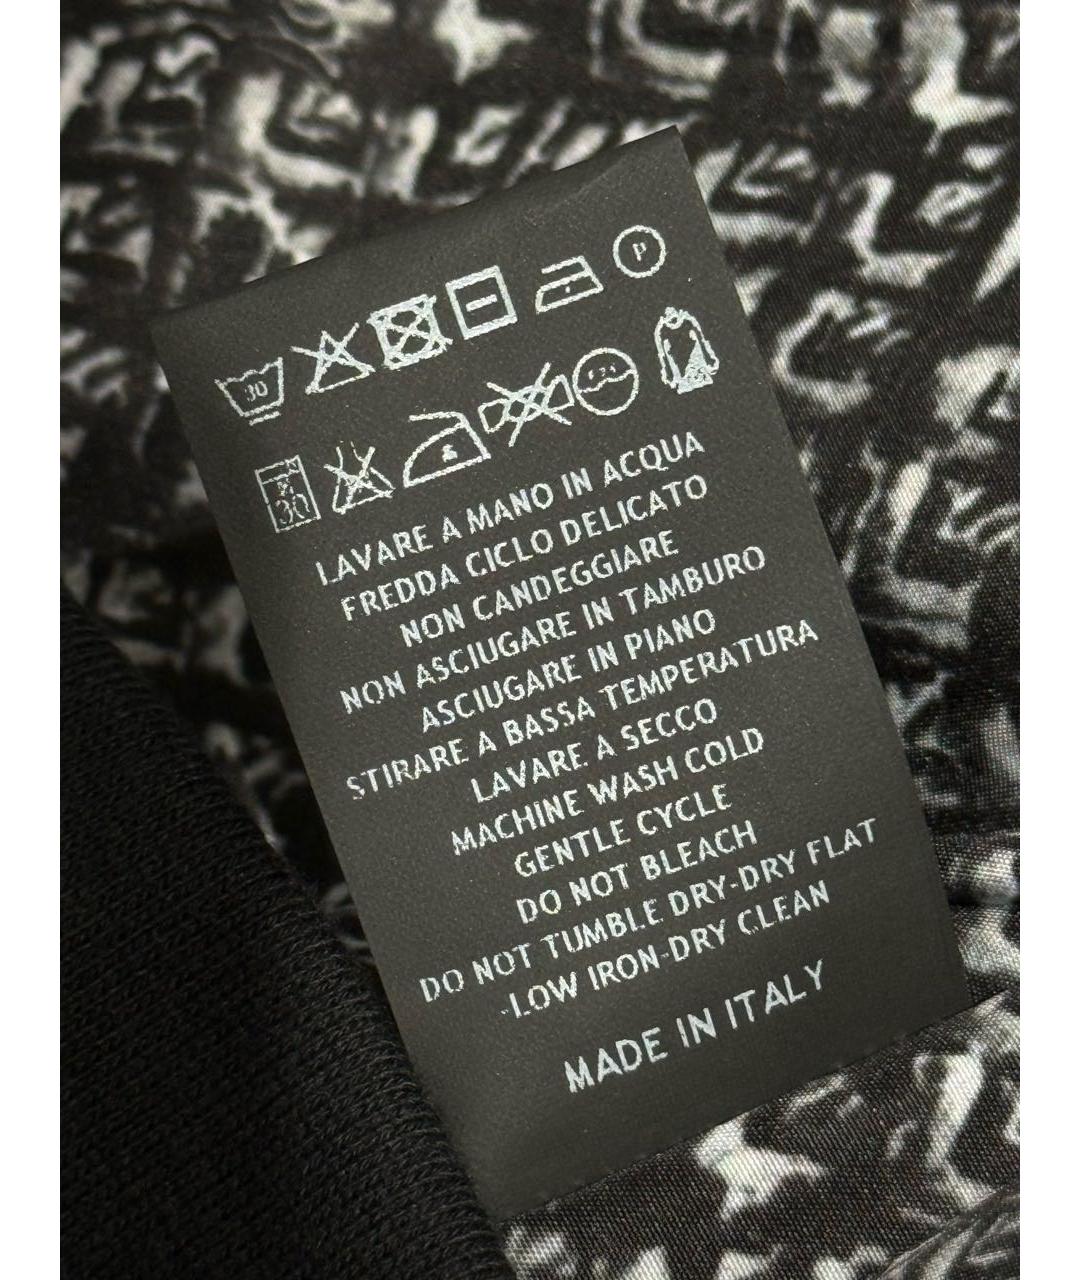 30
P
30
LAVARE A MANO IN ACQUA
FREDDA CICLO DELICATO
NON CANDEGGIARE
NON ASCIUGARE IN TAMBURO
ASCIUGARE IN PIANO
STIRARE A BASSA TEMPERATURA
LAVARE A SECCO
MACHINE WASH COLD
GENTLE CYCLE
DO NOT BLEACH
DO NOT TUMBLE DRY-DRY FLAT
-LOW IRON-DRY CLEAN
MADE IN ITALY